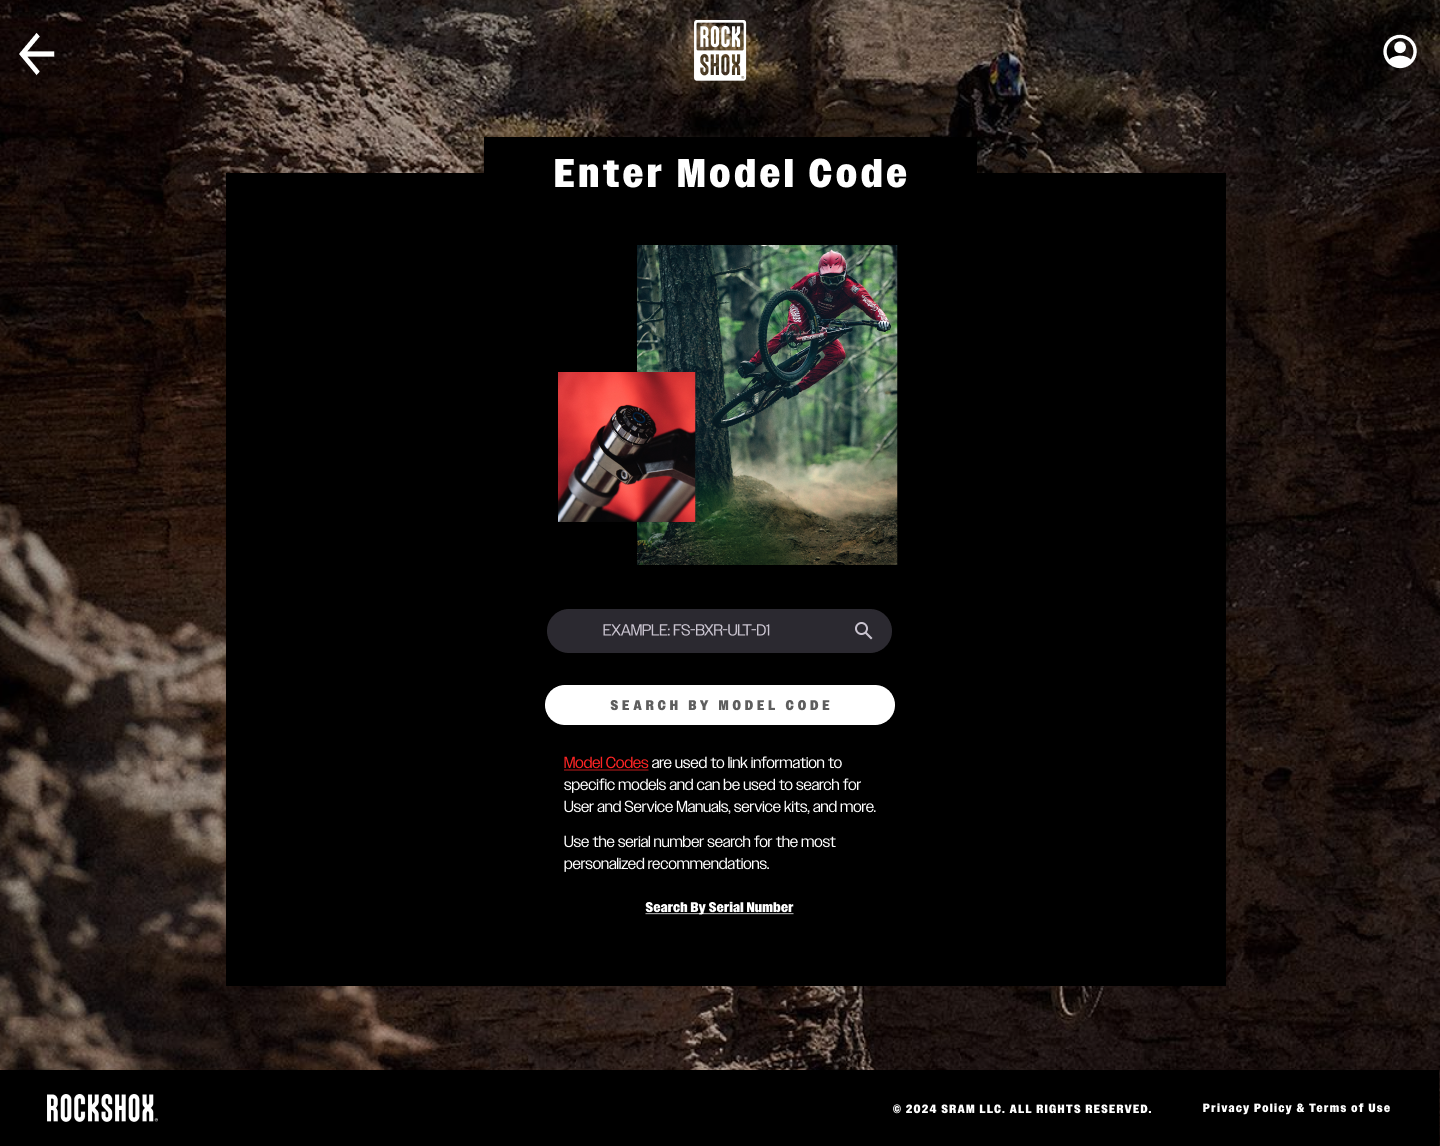 ROCK
SHOX
Enter Model Code
EXAMPLE: FS-BXR-ULT-D1
SEARCH BY MODEL CODE
Model Codes are used to link information to
specific models and can be used to search for
User and Service Manuals, service kits, and more.
Use the serial number search for the most
personalized recommendations.
Search By Serial Number
ROCKSHOX
© 2024 SRAM LLC. ALL RIGHTS RESERVED.
Privacy Policy & Terms of Use